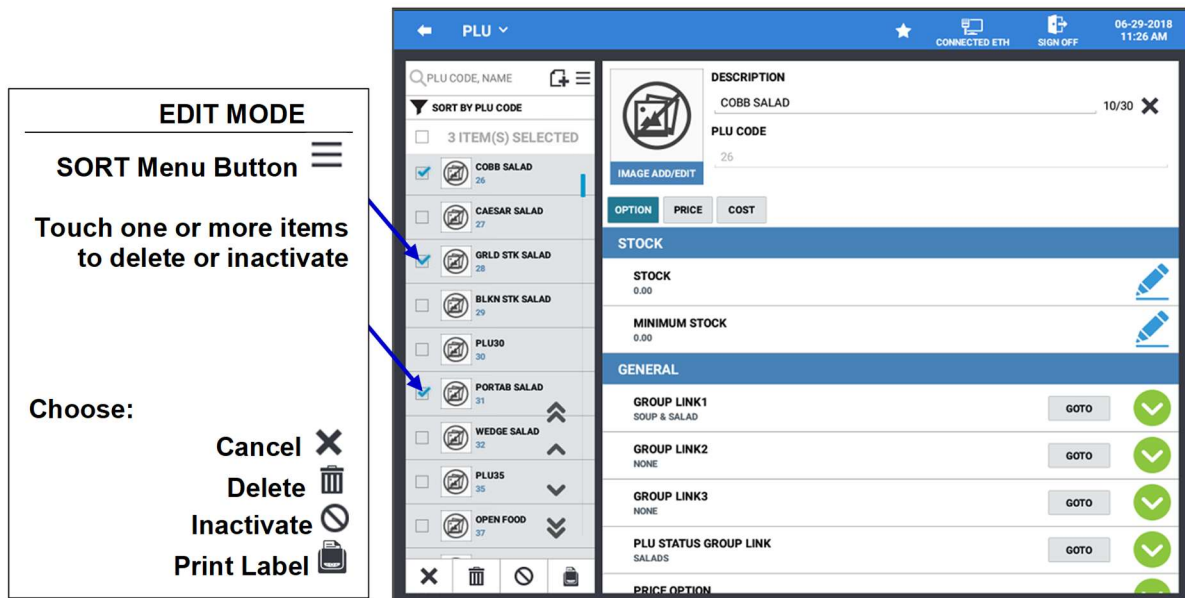 EDIT MODE
SORT Menu Button
Touch one or more items
to delete or inactivate
Choose:
Cancel
Delete
Inactivate
Print Label
PLU
CONNECTED ETH
SIGN OFF
06-29-2018
11:26 AM
PLU CODE, NAME
SORT BY PLU CODE
3 ITEM(S) SELECTED
COBB SALAD
26
CAESAR SALAD
27
GRLD STK SALAD
28
BLKN STK SALAD
29
PLU30
30
PORTAB SALAD
31
WEDGE SALAD
32
PLU35
35
OPEN FOOD
37
IMAGE ADD/EDIT
DESCRIPTION
COBB SALAD
10/30
PLU CODE
26
OPTION
PRICE
COST
STOCK
STOCK
0.00
MINIMUM STOCK
0.00
GENERAL
GROUP LINK1
SOUP & SALAD
GOTO
GROUP LINK2
NONE
GOTO
GROUP LINK3
NONE
GOTO
PLU STATUS GROUP LINK
SALADS
GOTO
PRICE OPTION